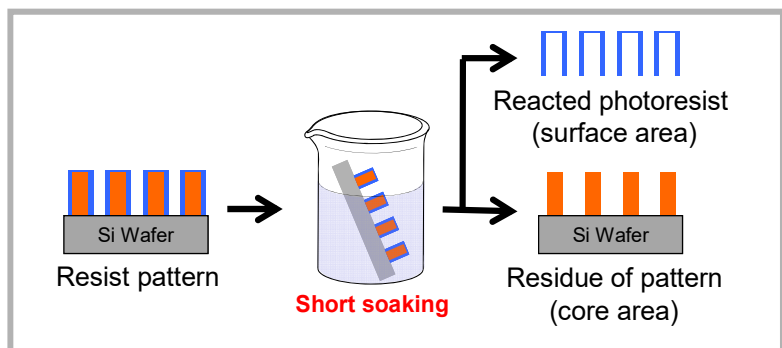 Si Wafer
Resist pattern
Short soaking
Reacted photoresist
(surface area)
Si Wafer
Residue of pattern
(core area)